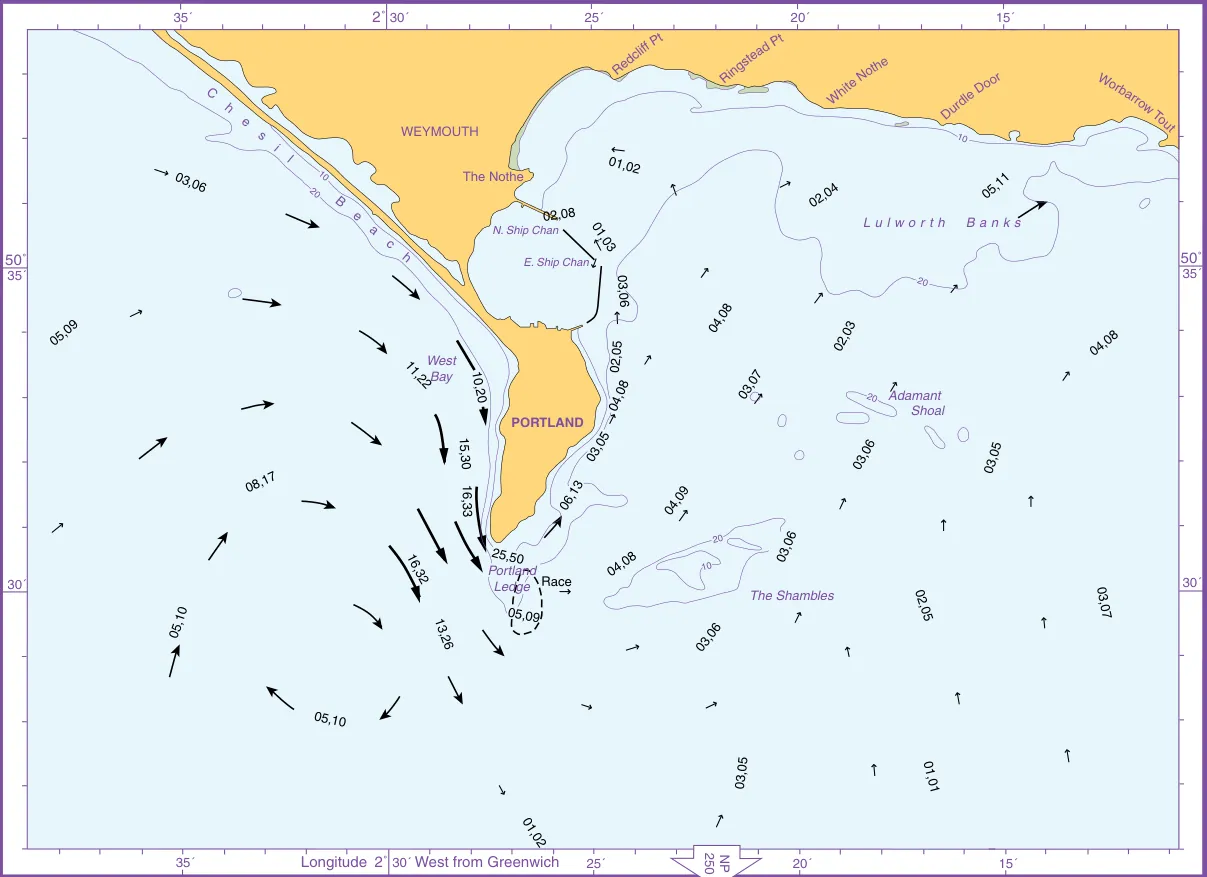 35´
2° 30´
25´
20´
15´
Redcliff Pt
Ringstead Pt
White Nothe
Durdle Door
Worbarrow Tout
Chesil Beach
WEYMOUTH
10
01,02
The Nothe
03,06
10
20
02,04
05,11
02,08
N. Ship Chan
01,03
Lulworth Banks
E. Ship Chan
50°
35´
50°
35´
03,06
20
05,09
04,08
02,03
04,08
West
Bay
02,05
11,22
10,20
03,07
04,08
20
Adamant
Shoal
PORTLAND
15,30
03,05
03,06
03,05
08,17
16,33
06,13
04,09
20
25,50
03,06
16,32
Portland
Ledge
Race
04,08
10
30´
30´
The Shambles
05,09
02,05
03,07
05,10
13,26
03,06
05,10
03,05
01,01
01,02
35´
Longitude 2° 30´ West from Greenwich
25´
NP
250
20´
15´